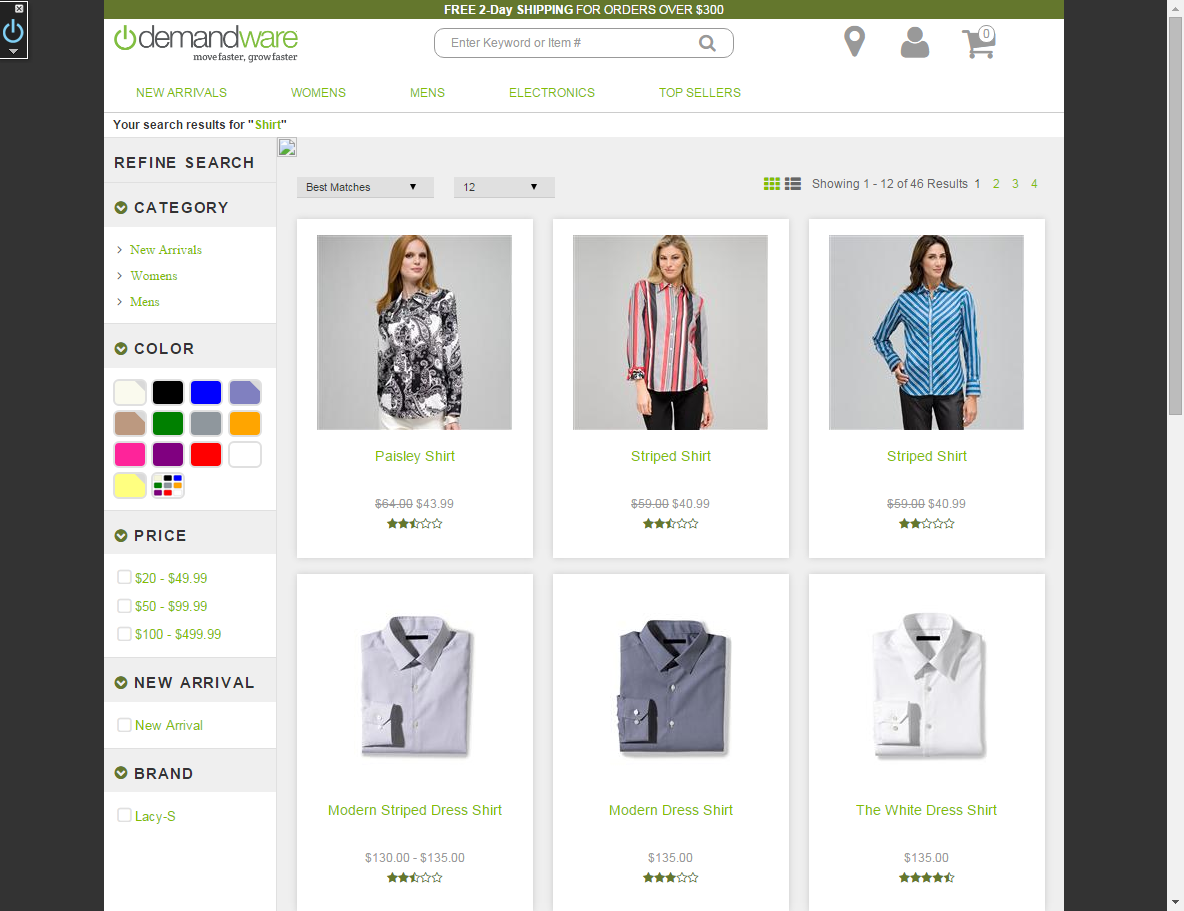 FREE 2-Day SHIPPING FOR ORDERS OVER $300
demandware
move faster, grow faster
Enter Keyword or Item #
0
NEW ARRIVALS WOMENS MENS ELECTRONICS TOP SELLERS
Your search results for "Shirt"
REFINE SEARCH
CATEGORY
New Arrivals
Womens
Mens
COLOR
PRICE
$20 - $49.99
$50 - $99.99
$100 - $499.99
NEW ARRIVAL
New Arrival
BRAND
Lacy-S
Best Matches 12 Showing 1 - 12 of 46 Results 1 2 3 4
Paisley Shirt Striped Shirt Striped Shirt
$64.00 $43.99 $59.00 $40.99 $59.00 $40.99
Modern Striped Dress Shirt Modern Dress Shirt The White Dress Shirt
$130.00 - $135.00 $135.00 $135.00